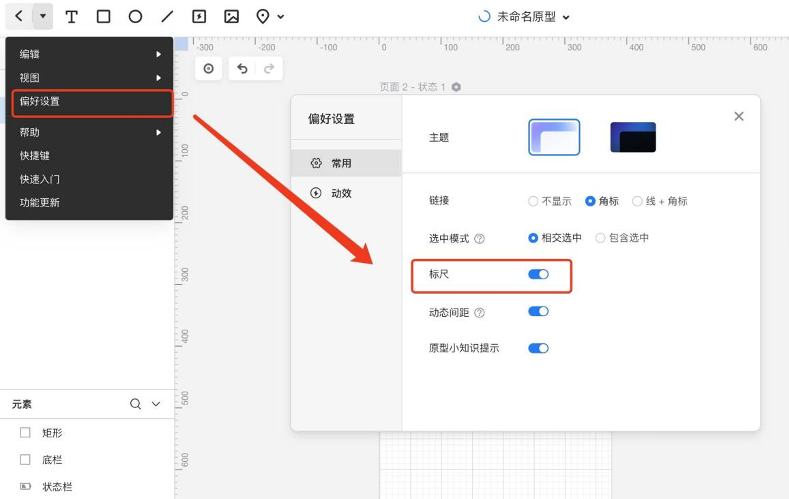 未命名原型
编辑
视图
偏好设置
帮助
快捷键
快速入门
功能更新
-300 -200 -100 0 100 200 300 400 500 600
0
100
200
300
400
500
600
页面 2 - 状态 1
偏好设置
常用
动效
主题
链接 不显示 角标 线 + 角标
选中模式 相交选中 包含选中
标尺
动态间距
原型小知识提示
元素
矩形
底栏
状态栏